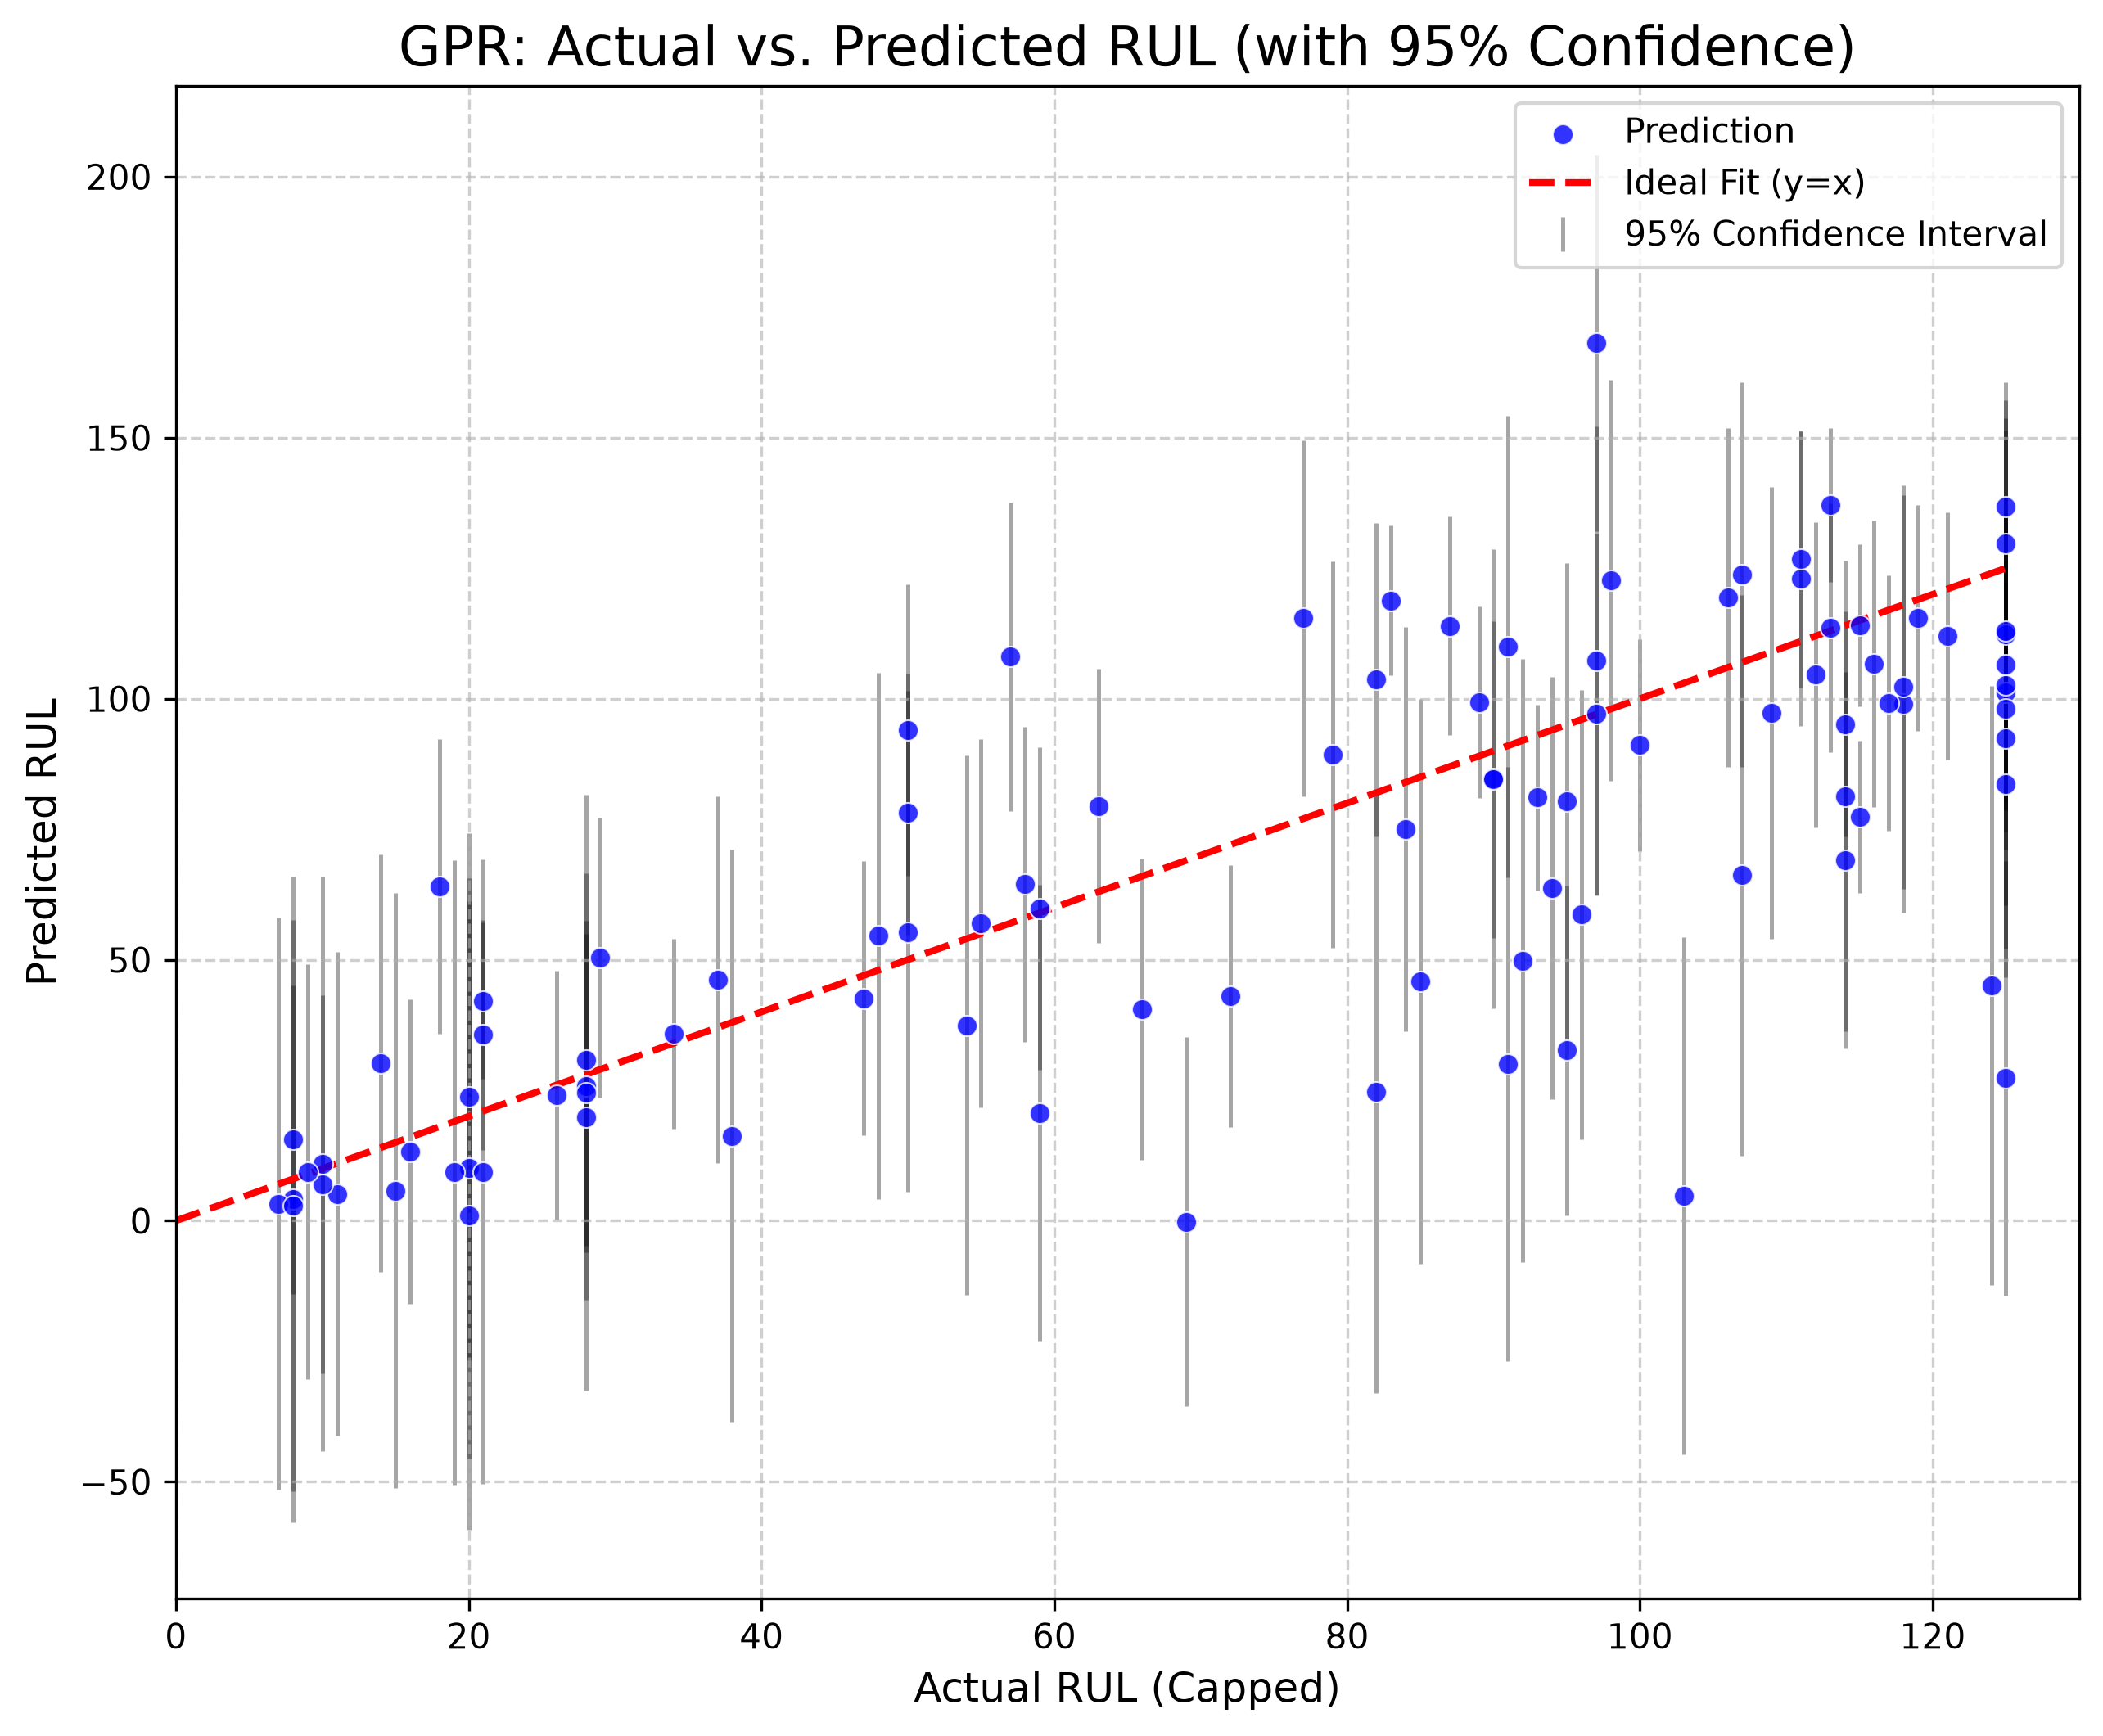 GPR: Actual vs. Predicted RUL (with 95% Confidence)
Prediction
Ideal Fit (y=x)
95% Confidence Interval
Predicted RUL
200
150
100
50
0
−50
0 20 40 60 80 100 120
Actual RUL (Capped)